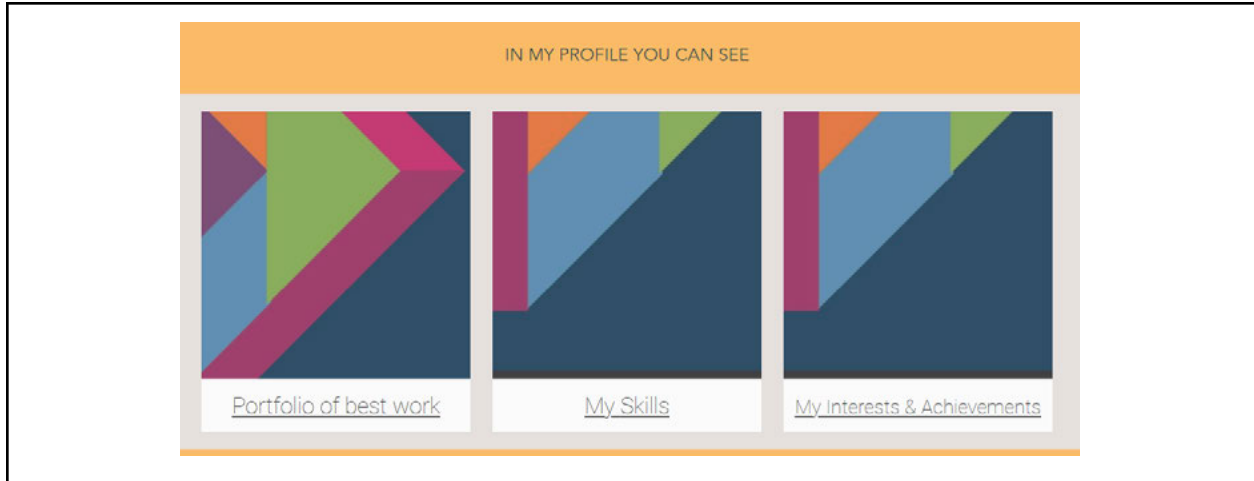 IN MY PROFILE YOU CAN SEE
Portfolio of best work
My Skills
My Interests & Achievements